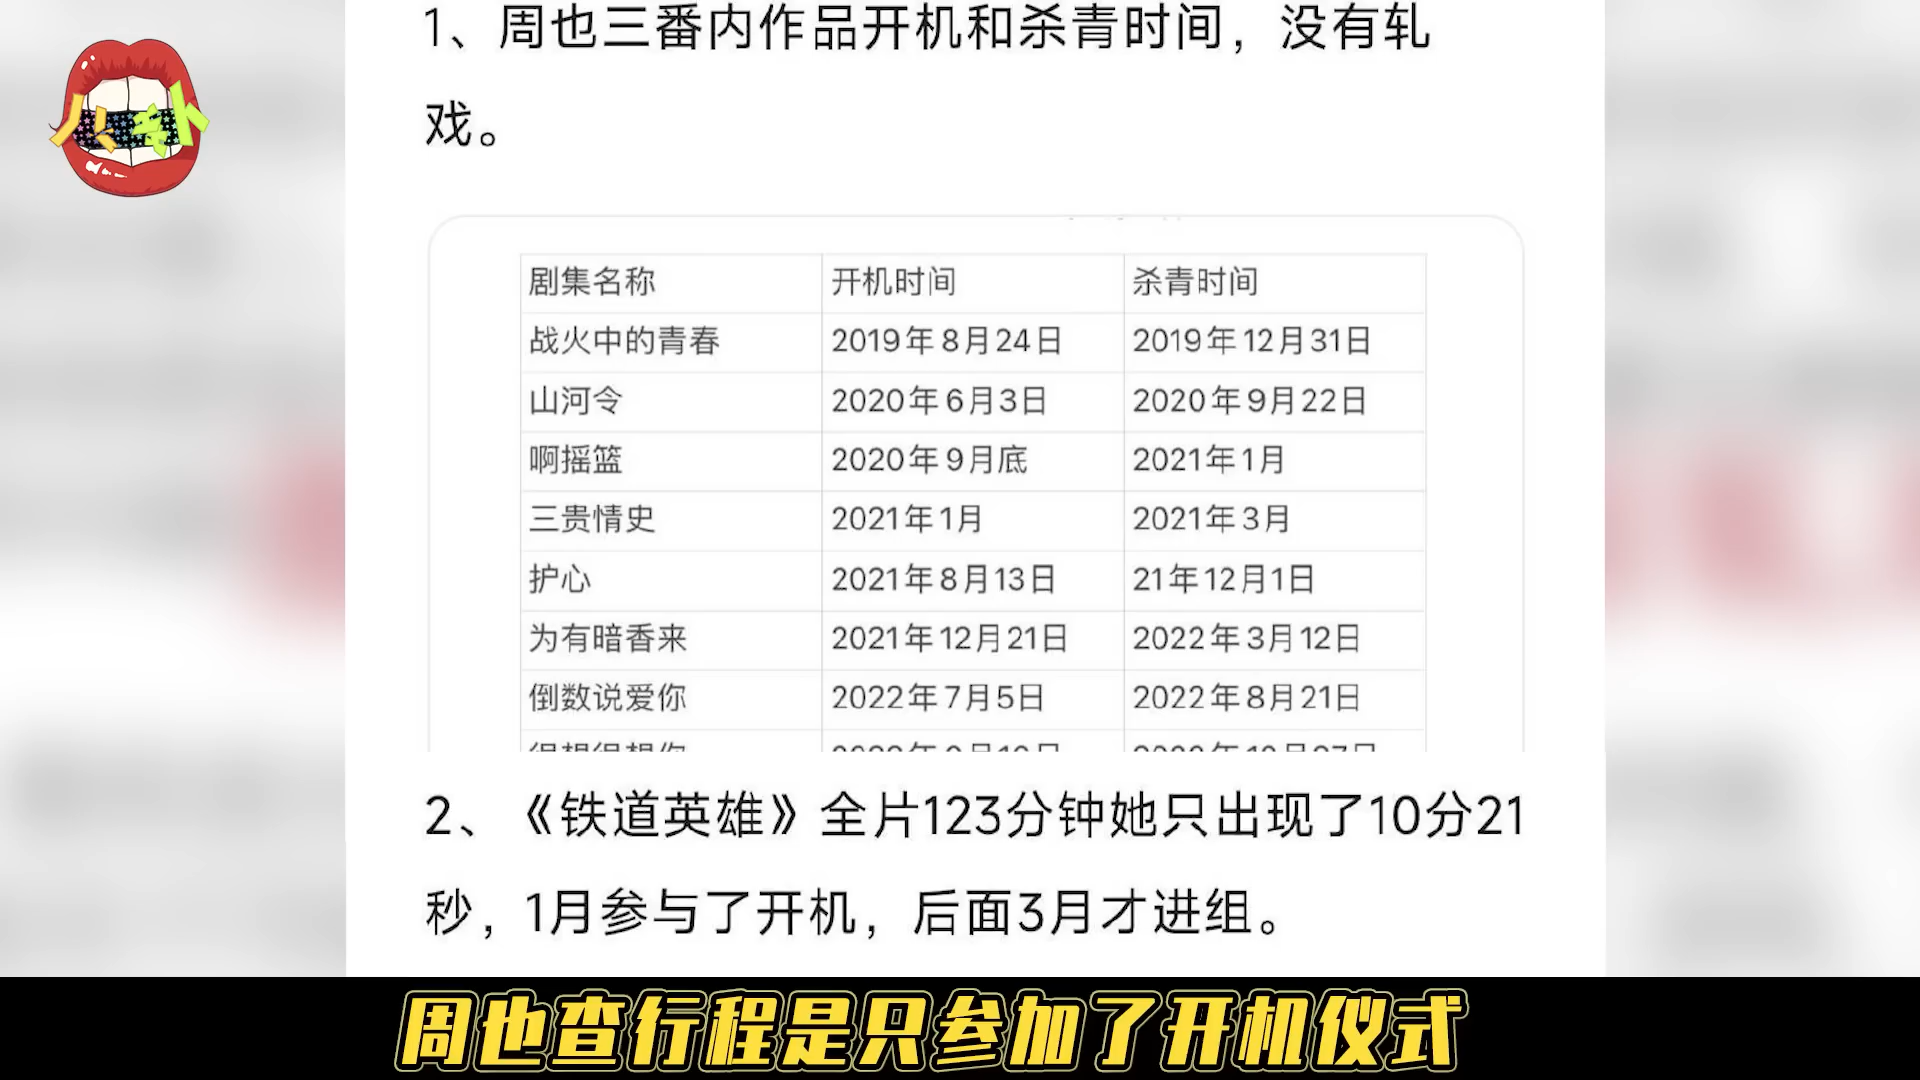 1、周也三番内作品开机和杀青时间，没有轧
戏。
八卦
剧集名称 开机时间 杀青时间
战火中的青春 2019年8月24日 2019年12月31日
山河令 2020年6月3日 2020年9月22日
啊摇篮 2020年9月底 2021年1月
三贵情史 2021年1月 2021年3月
护心 2021年8月13日 21年12月1日
为有暗香来 2021年12月21日 2022年3月12日
倒数说爱你 2022年7月5日 2022年8月21日
2、《铁道英雄》全片123分钟她只出现了10分21
秒，1月参与了开机，后面3月才进组。
周也查行程是只参加了开机仪式